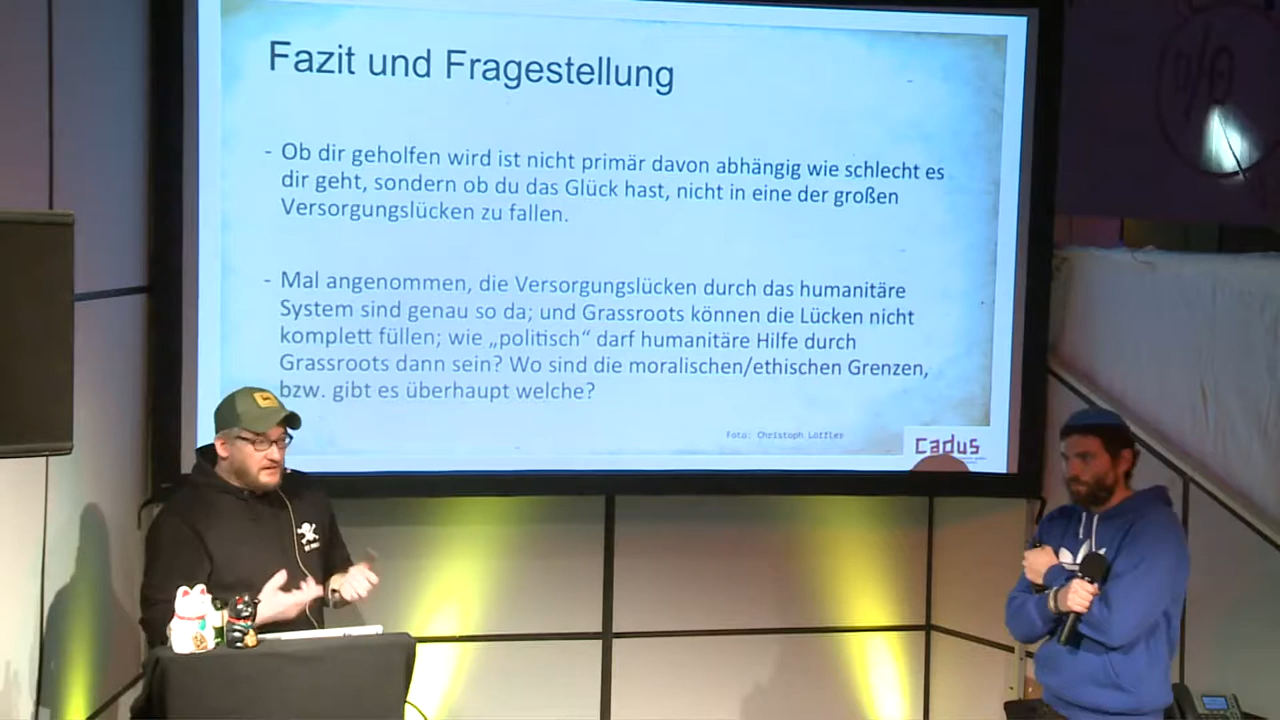 Fazit und Fragestellung
- Ob dir geholfen wird ist nicht primär davon abhängig wie schlecht es
dir geht, sondern ob du das Glück hast, nicht in eine der großen
Versorgungslücken zu fallen.
- Mal angenommen, die Versorgungslücken durch das humanitäre
System sind genau so da; und Grassroots können die Lücken nicht
komplett füllen; wie „politisch“ darf humanitäre Hilfe durch
Grassroots dann sein? Wo sind die moralischen/ethischen Grenzen,
bzw. gibt es überhaupt welche?
Foto: Christoph Löffler
Cadus